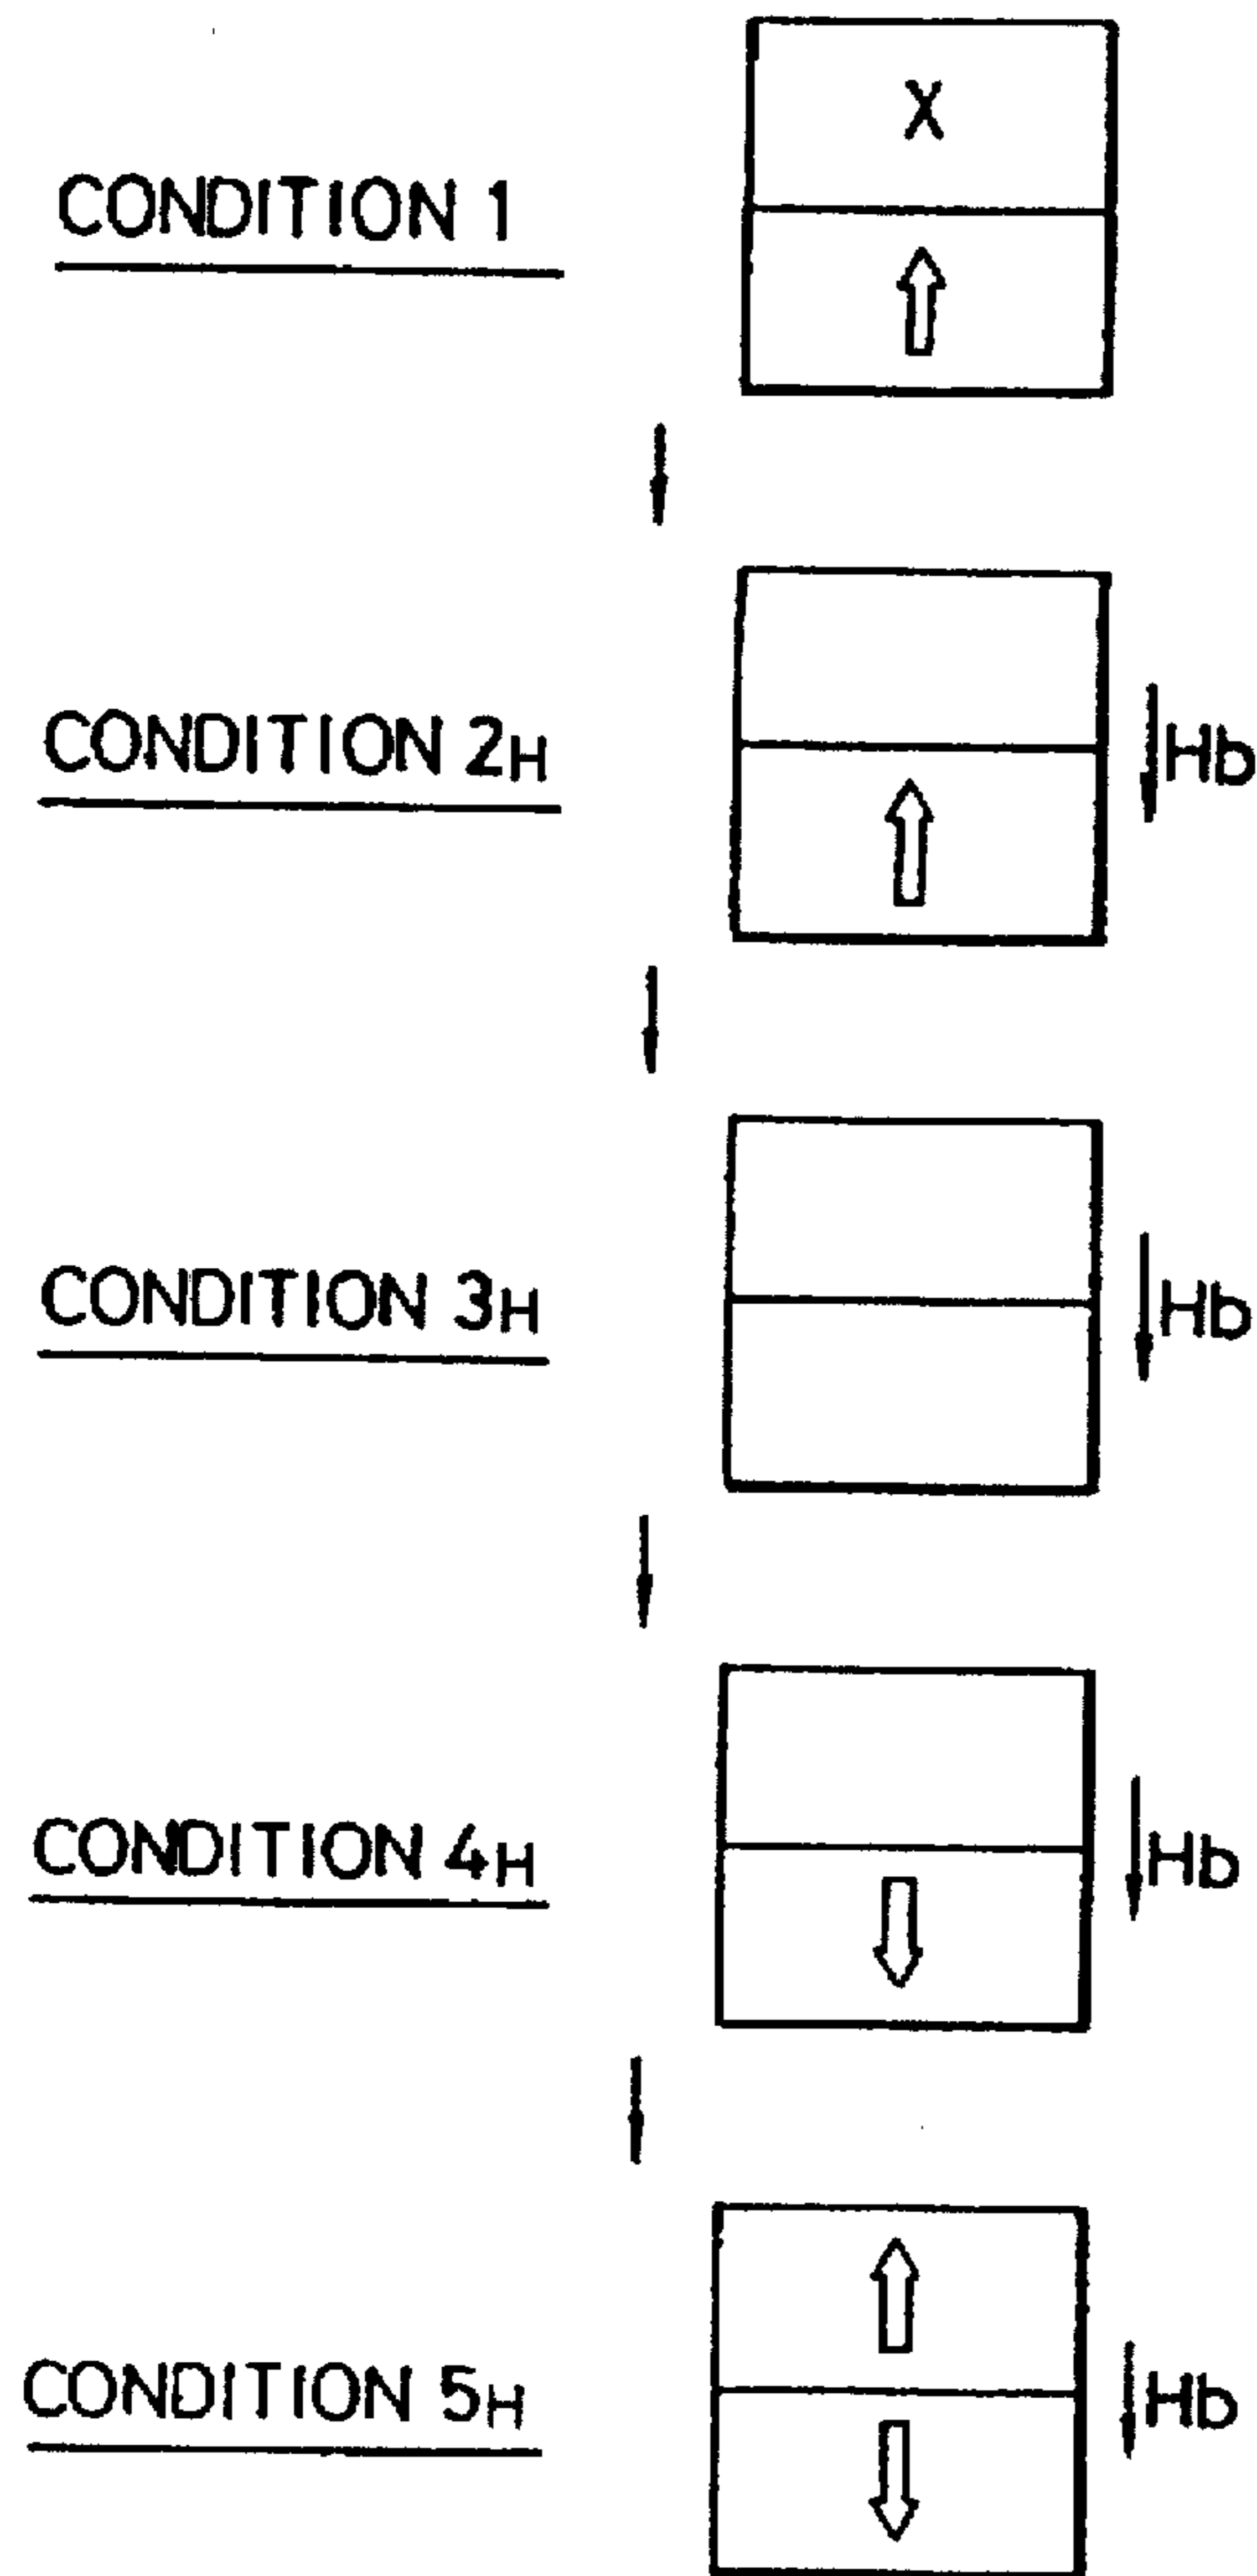 X
CONDITION 1
CONDITION 2H
Hb
CONDITION 3H
Hb
CONDITION 4H
Hb
CONDITION 5H
Hb